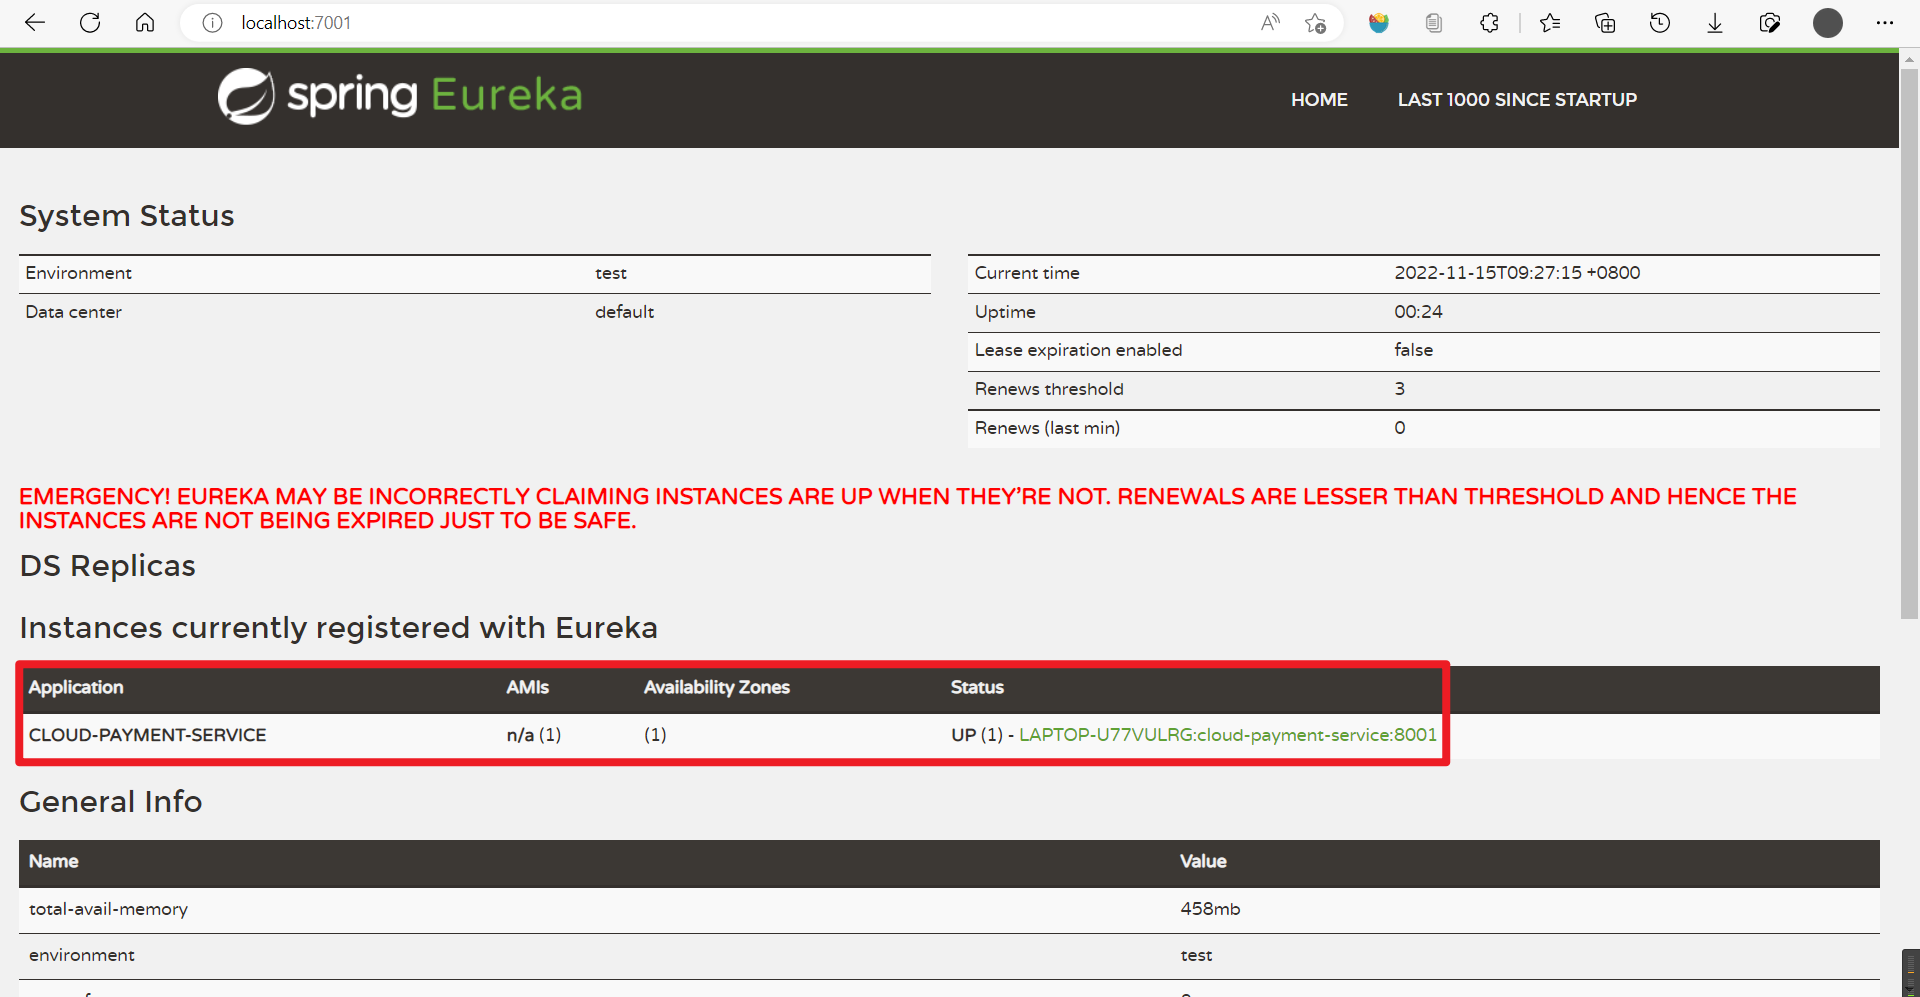 localhost:7001
spring Eureka
HOME
LAST 1000 SINCE STARTUP
System Status
Environment test
Data center default
Current time 2022-11-15T09:27:15 +0800
Uptime 00:24
Lease expiration enabled false
Renews threshold 3
Renews (last min) 0
EMERGENCY! EUREKA MAY BE INCORRECTLY CLAIMING INSTANCES ARE UP WHEN THEY'RE NOT. RENEWALS ARE LESSER THAN THRESHOLD AND HENCE THE
INSTANCES ARE NOT BEING EXPIRED JUST TO BE SAFE.
DS Replicas
Instances currently registered with Eureka
Application AMIs Availability Zones Status
CLOUD-PAYMENT-SERVICE n/a (1) (1) UP (1) - LAPTOP-U77VULRG:cloud-payment-service:8001
General Info
Name Value
total-avail-memory 458mb
environment test